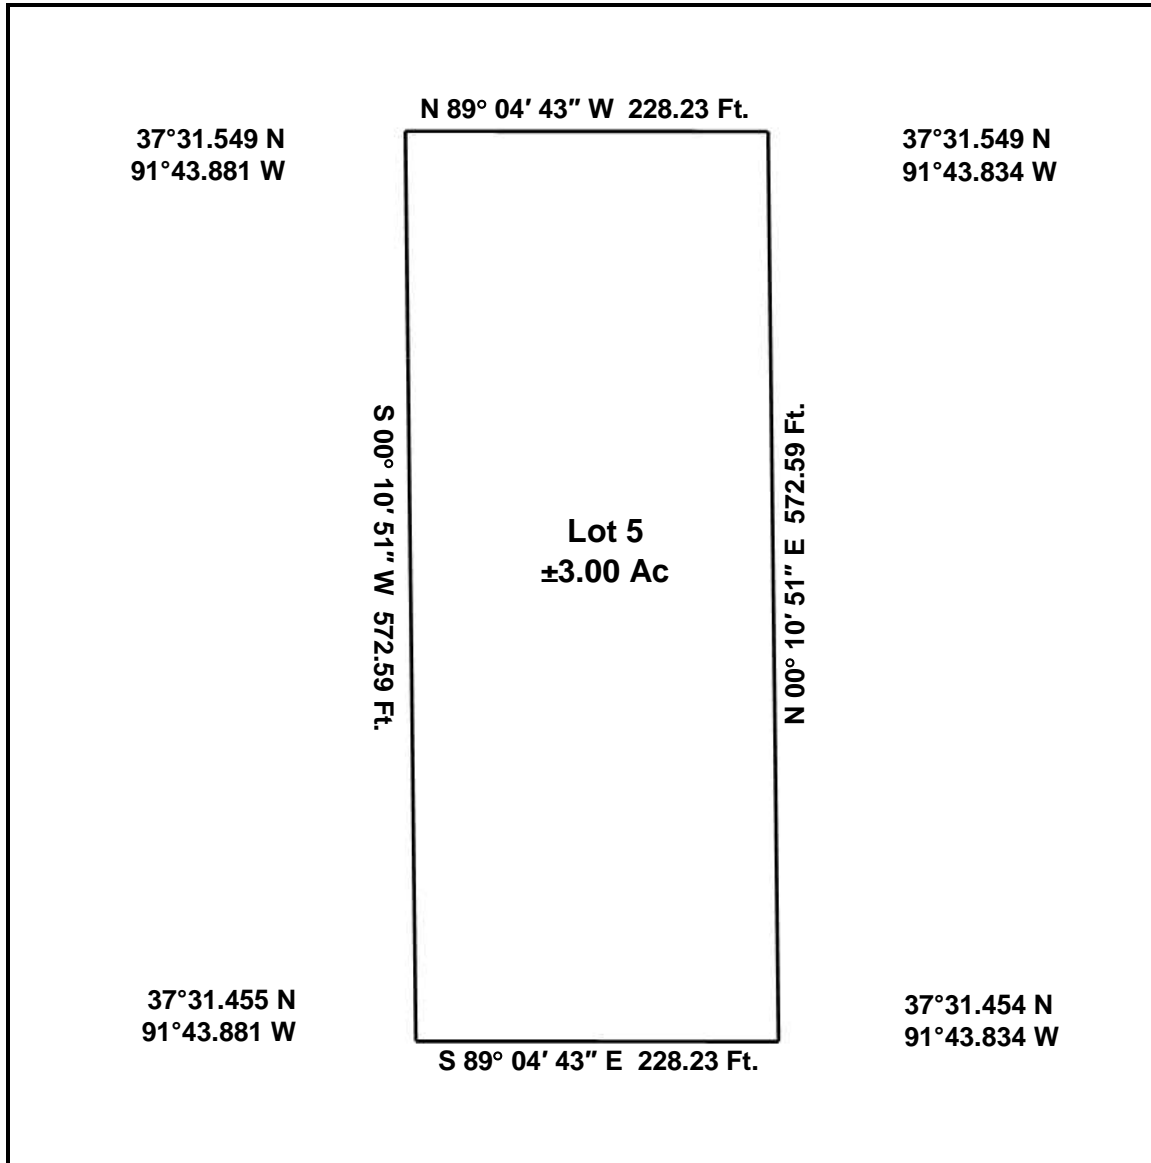 N 89° 04′ 43″ W  228.23 Ft.
37°31.549 N
91°43.881 W
37°31.549 N
91°43.834 W
S 00° 10′ 51″ W  572.59 Ft.
Lot 5
±3.00 Ac
N 00° 10′ 51″ E  572.59 Ft.
37°31.455 N
91°43.881 W
37°31.454 N
91°43.834 W
S 89° 04′ 43″ E  228.23 Ft.